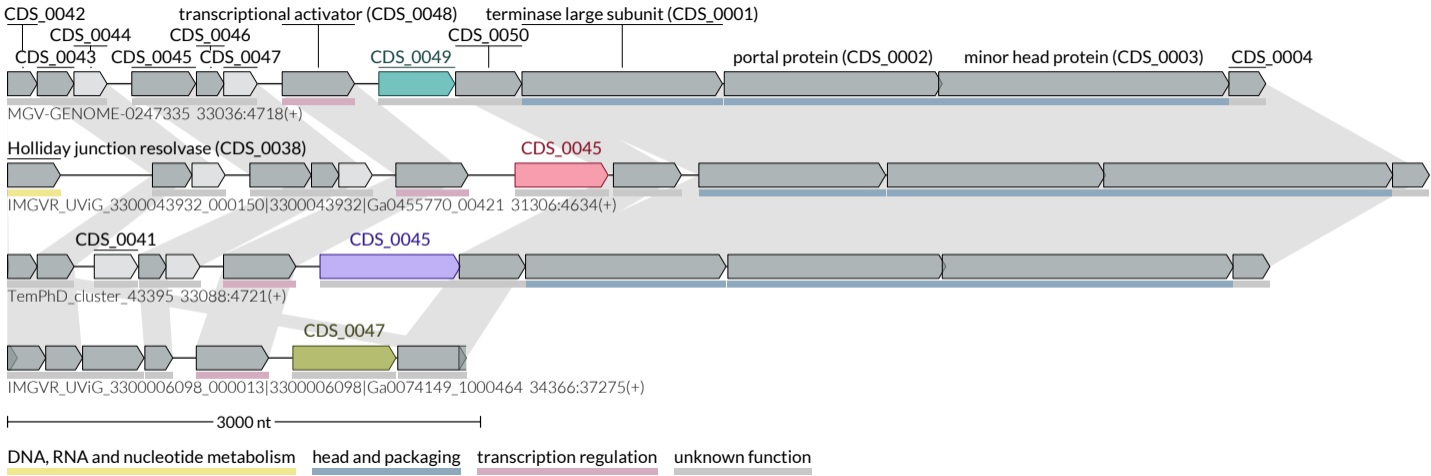 CDS_0042 transcriptional activator (CDS_0048) terminase large subunit (CDS_0001)
CDS_0044 CDS_0046 CDS_0050
CDS_0043 CDS_0045 CDS_0047 CDS_0049 portal protein (CDS_0002) minor head protein (CDS_0003) CDS_0004
MGV-GENOME-0247335 33036:4718(+)
Holliday junction resolvase (CDS_0038) CDS_0045
IMGVR_UViG_3300043932_000150|3300043932|Ga0455770_00421 31306:4634(+)
CDS_0041 CDS_0045
TemPhD_cluster_43395 33088:4721(+)
CDS_0047
IMGVR_UViG_3300006098_000013|3300006098|Ga0074149_1000464 34366:37275(+)
3000 nt
DNA, RNA and nucleotide metabolism head and packaging transcription regulation unknown function